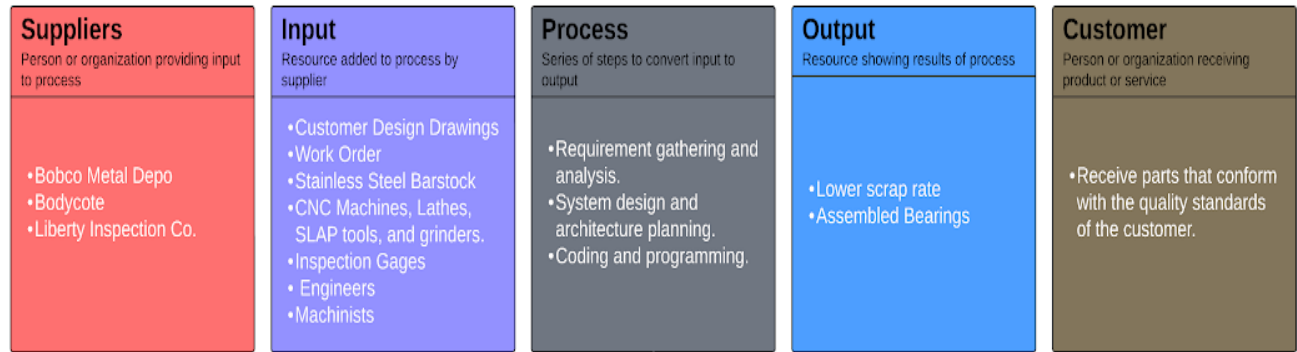 Suppliers
Person or organization providing input
to process
•Bobco Metal Depo
•Bodycote
•Liberty Inspection Co.
Input
Resource added to process by
supplier
•Customer Design Drawings
•Work Order
•Stainless Steel Barstock
•CNC Machines, Lathes,
SLAP tools, and grinders.
•Inspection Gages
• Engineers
•Machinists
Process
Series of steps to convert input to
output
•Requirement gathering and
analysis.
•System design and
architecture planning.
•Coding and programming.
Output
Resource showing results of process
•Lower scrap rate
•Assembled Bearings
Customer
Person or organization receiving
product or service
•Receive parts that conform
with the quality standards
of the customer.